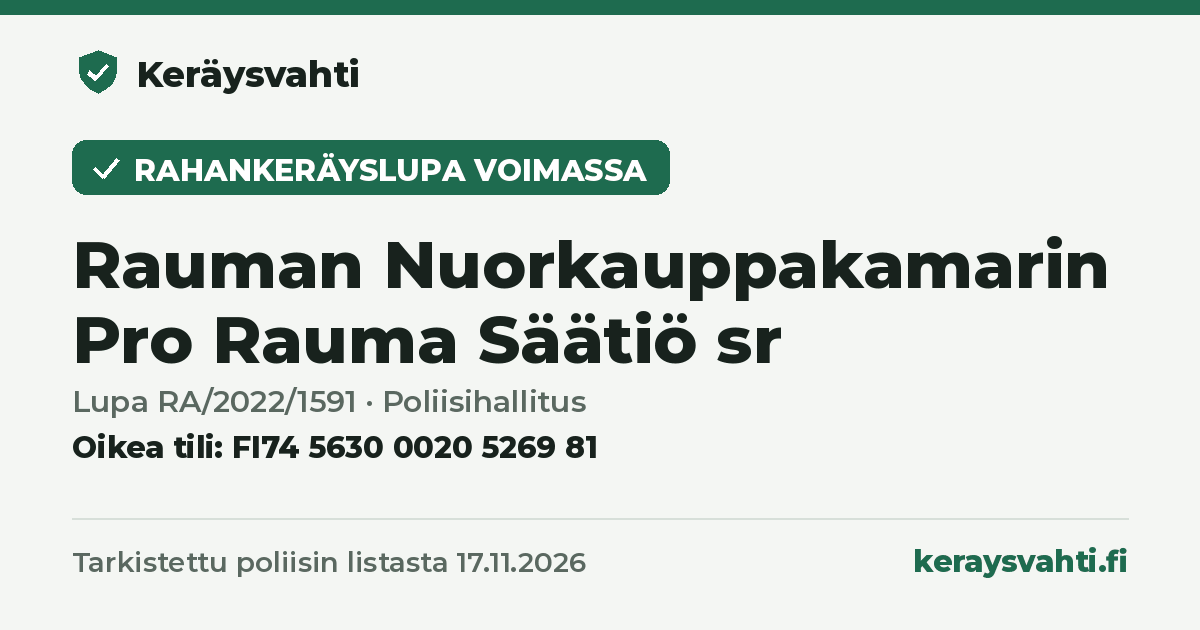 Keräysvahti
RAHANKERÄYSLUPA VOIMASSA
Rauman Nuorkauppakamarin
Pro Rauma Säätiö sr
Lupa RA/2022/1591 · Poliisihallitus
Oikea tili: FI74 5630 0020 5269 81
Tarkistettu poliisin listasta 17.11.2026
keraysvahti.fi